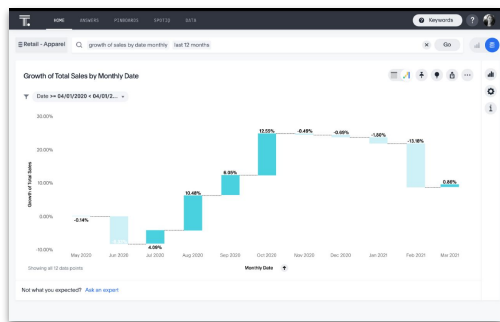 HOME ANSWERS PINBOARDS SPOTIQ DATA Keywords ?
Retail - Apparel growth of sales by date monthly last 12 months Go
Growth of Total Sales by Monthly Date
Date >= 04/01/2020 < 04/01/2...
30.00%
20.00%
10.00%
0.00%
-10.00%
Growth of Total Sales
-0.14%
4.09%
10.48%
6.05%
12.55%
-0.49%
-0.69%
-1.80%
-13.18%
0.86%
May 2020 Jun 2020 Jul 2020 Aug 2020 Sep 2020 Oct 2020 Nov 2020 Dec 2020 Jan 2021 Feb 2021 Mar 2021
Showing all 12 data points Monthly Date
Not what you expected? Ask an expert